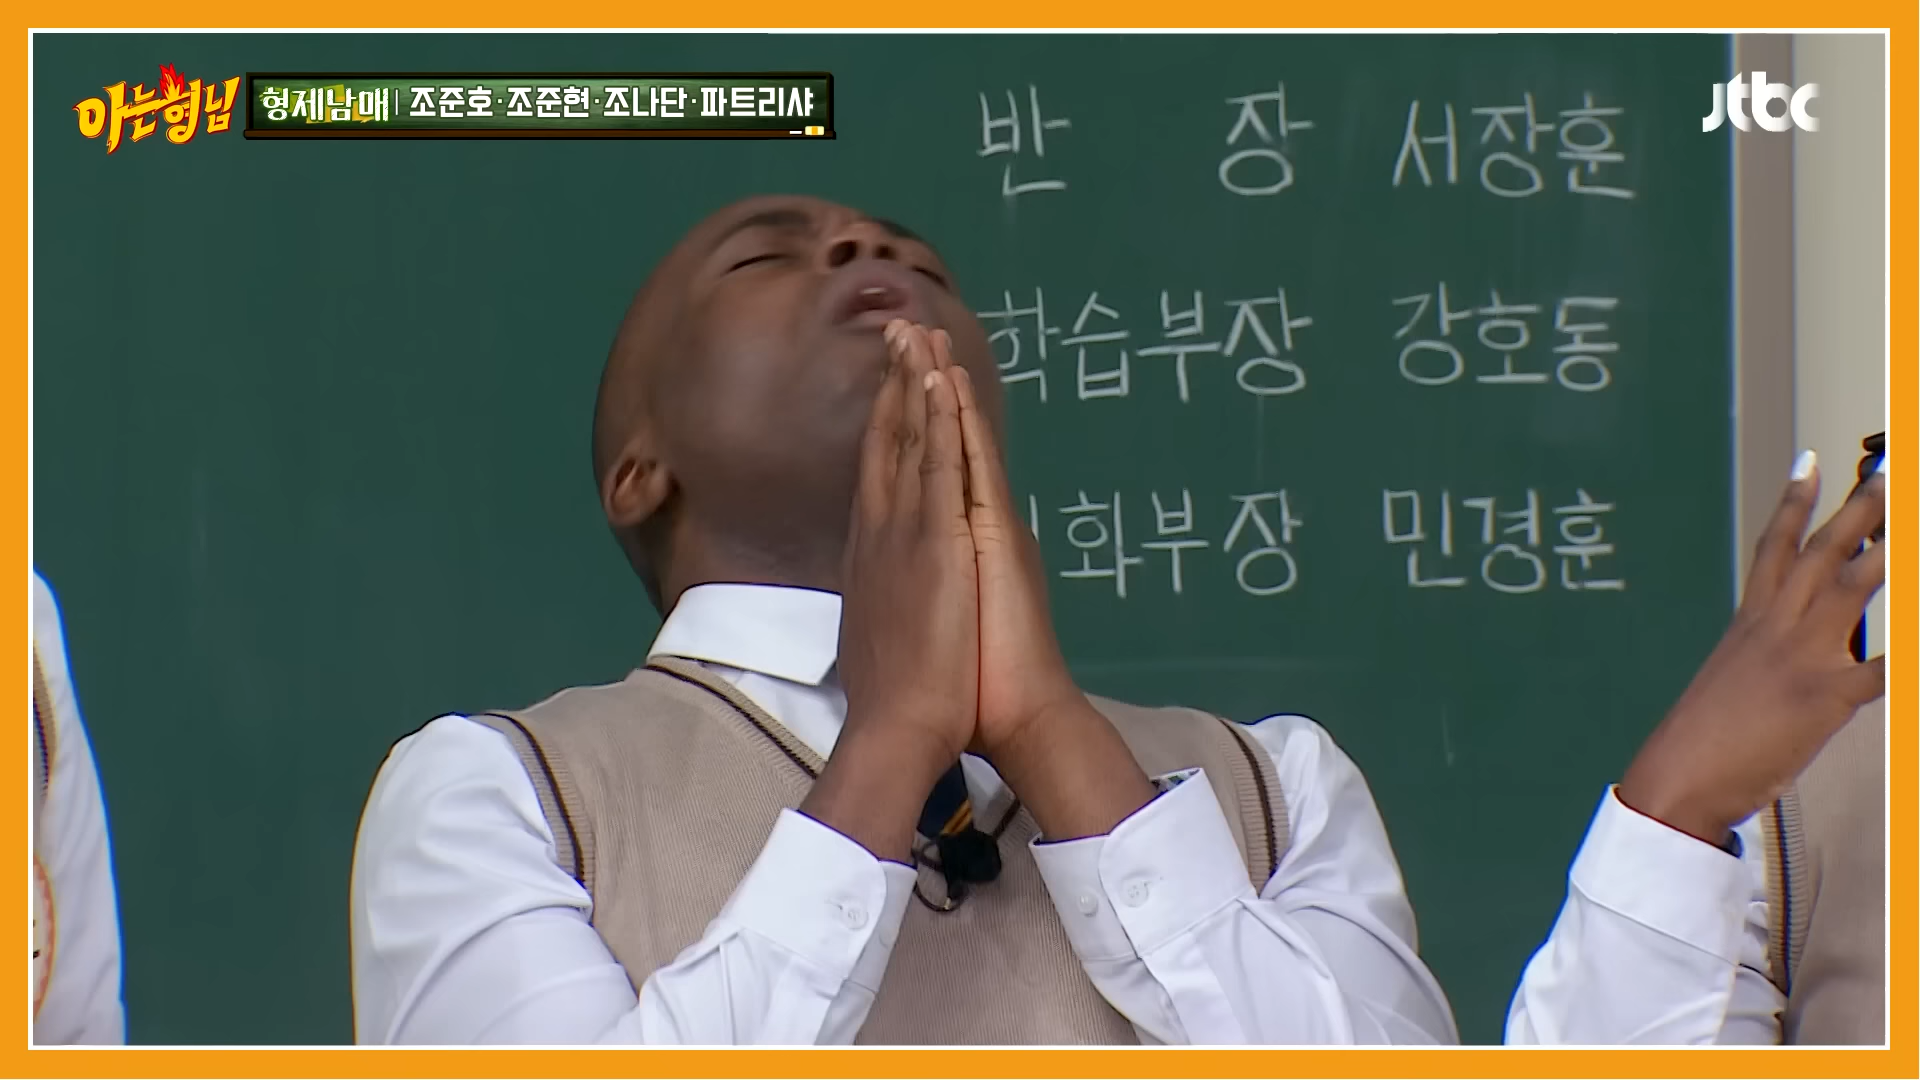 아는형님
형제남매 | 조준호·조준현·조나단·파트리샤
jtbc
반 장 서장훈
학습부장 강호동
화부장 민경훈